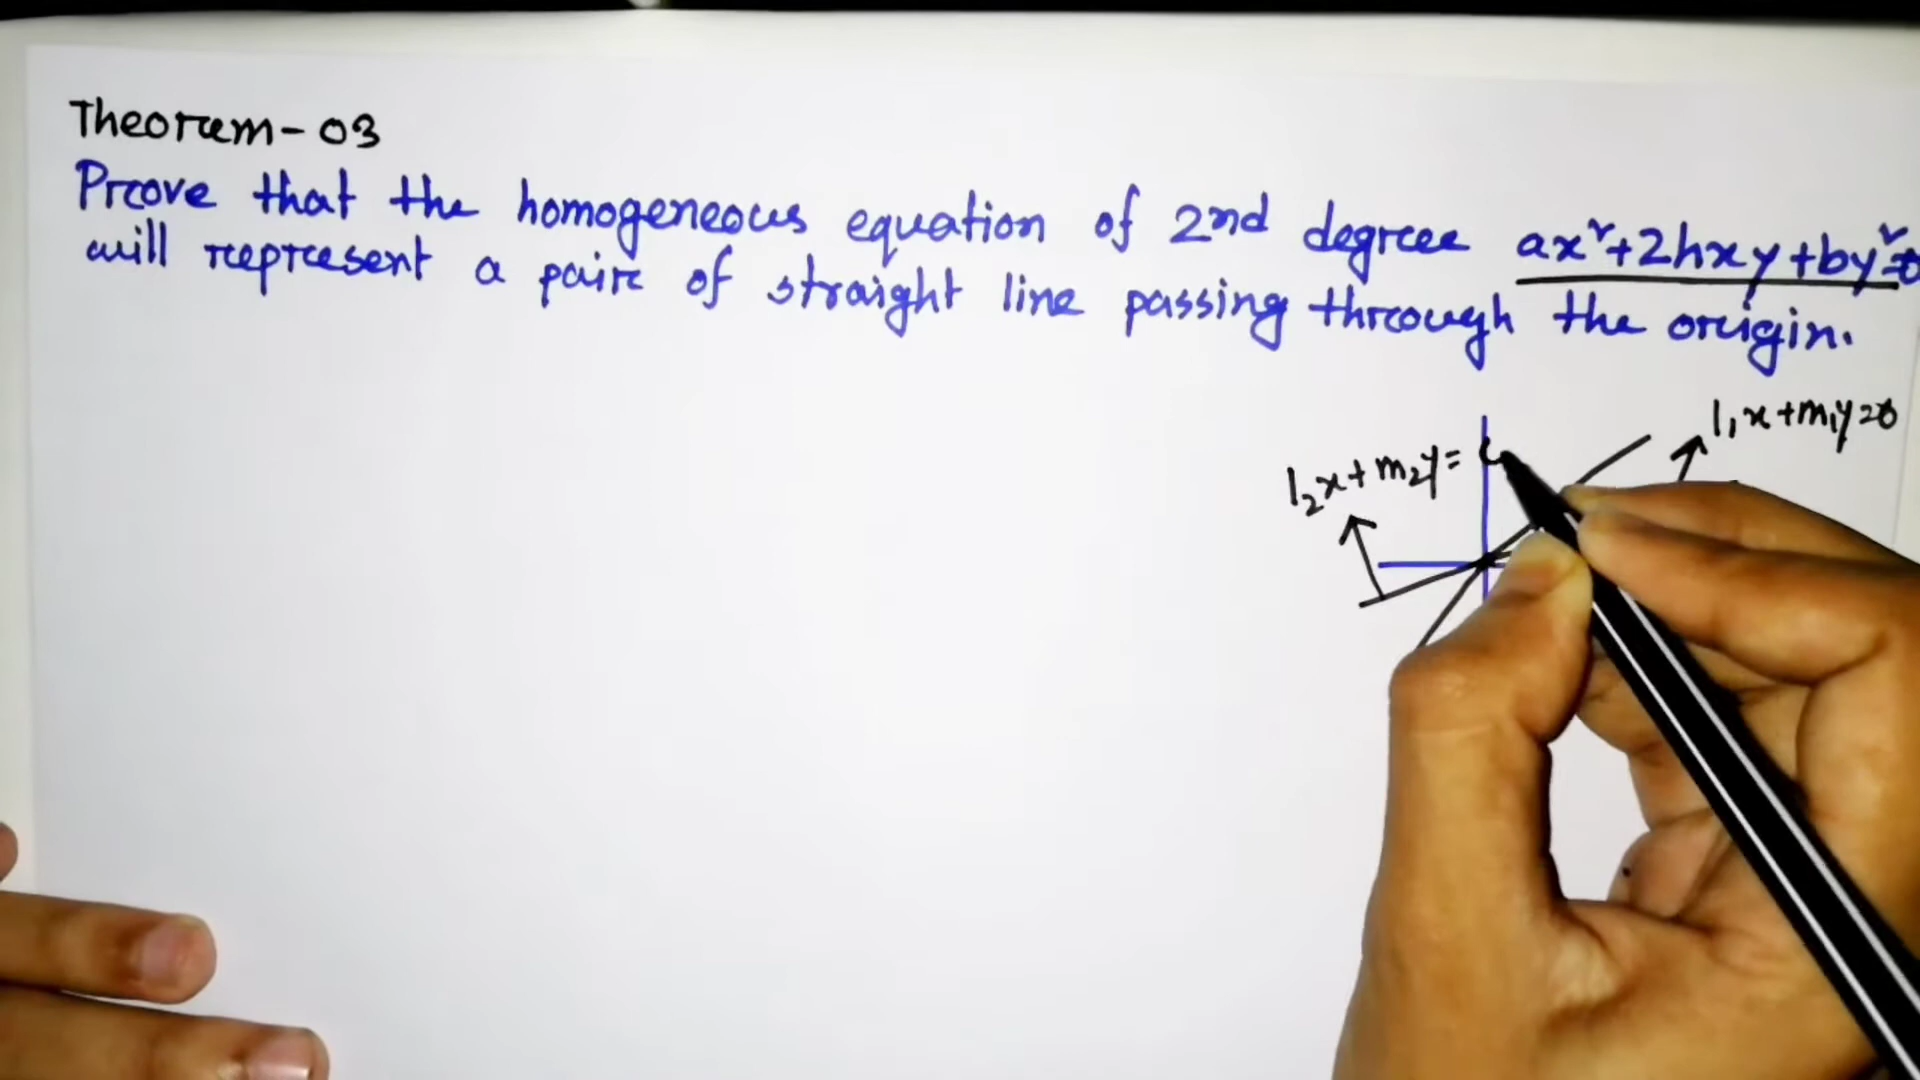 Theorem-03
Prove that the homogeneous equation of 2nd degree ax²+2hxy+by²=0
will represent a pair of straight line passing through the origin.
l₁x+m₁y=0
l₂x+m₂y=